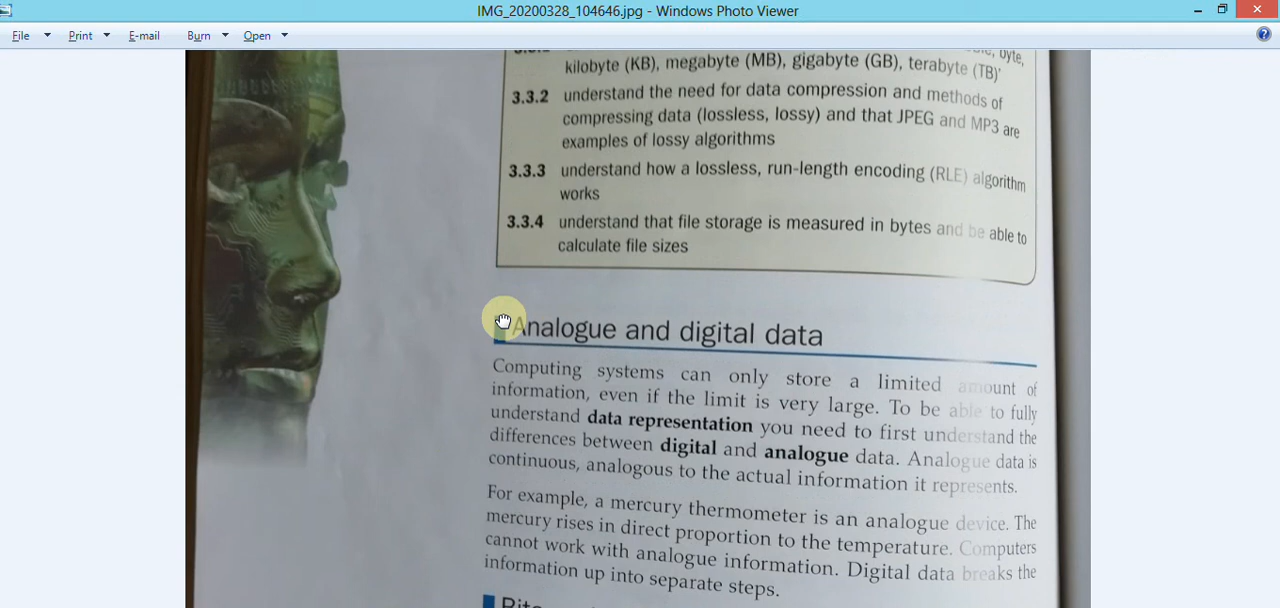 IMG_20200328_104646.jpg - Windows Photo Viewer
File Print E-mail Burn Open
byte,
kilobyte (KB), megabyte (MB), gigabyte (GB), terabyte (TB)'
3.3.2 understand the need for data compression and methods of
compressing data (lossless, lossy) and that JPEG and MP3 are
examples of lossy algorithms
3.3.3 understand how a lossless, run-length encoding (RLE) algorithm
works
3.3.4 understand that file storage is measured in bytes and be able to
calculate file sizes
Analogue and digital data
Computing systems can only store a limited amount of
information, even if the limit is very large. To be able to fully
understand data representation you need to first understand the
differences between digital and analogue data. Analogue data is
continuous, analogous to the actual information it represents.
For example, a mercury thermometer is an analogue device. The
mercury rises in direct proportion to the temperature. Computers
cannot work with analogue information. Digital data breaks the
information up into separate steps.